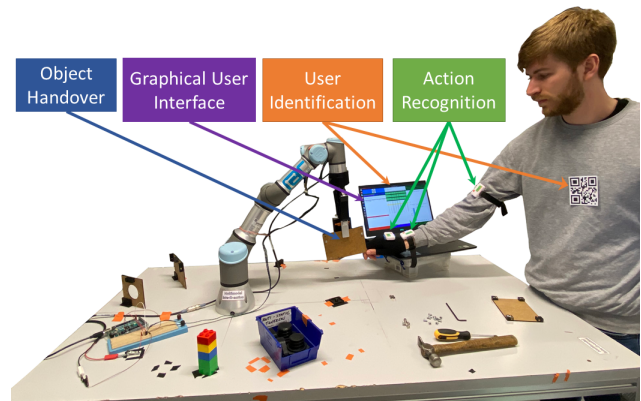 Object
Handover
Graphical User
Interface
User
Identification
Action
Recognition